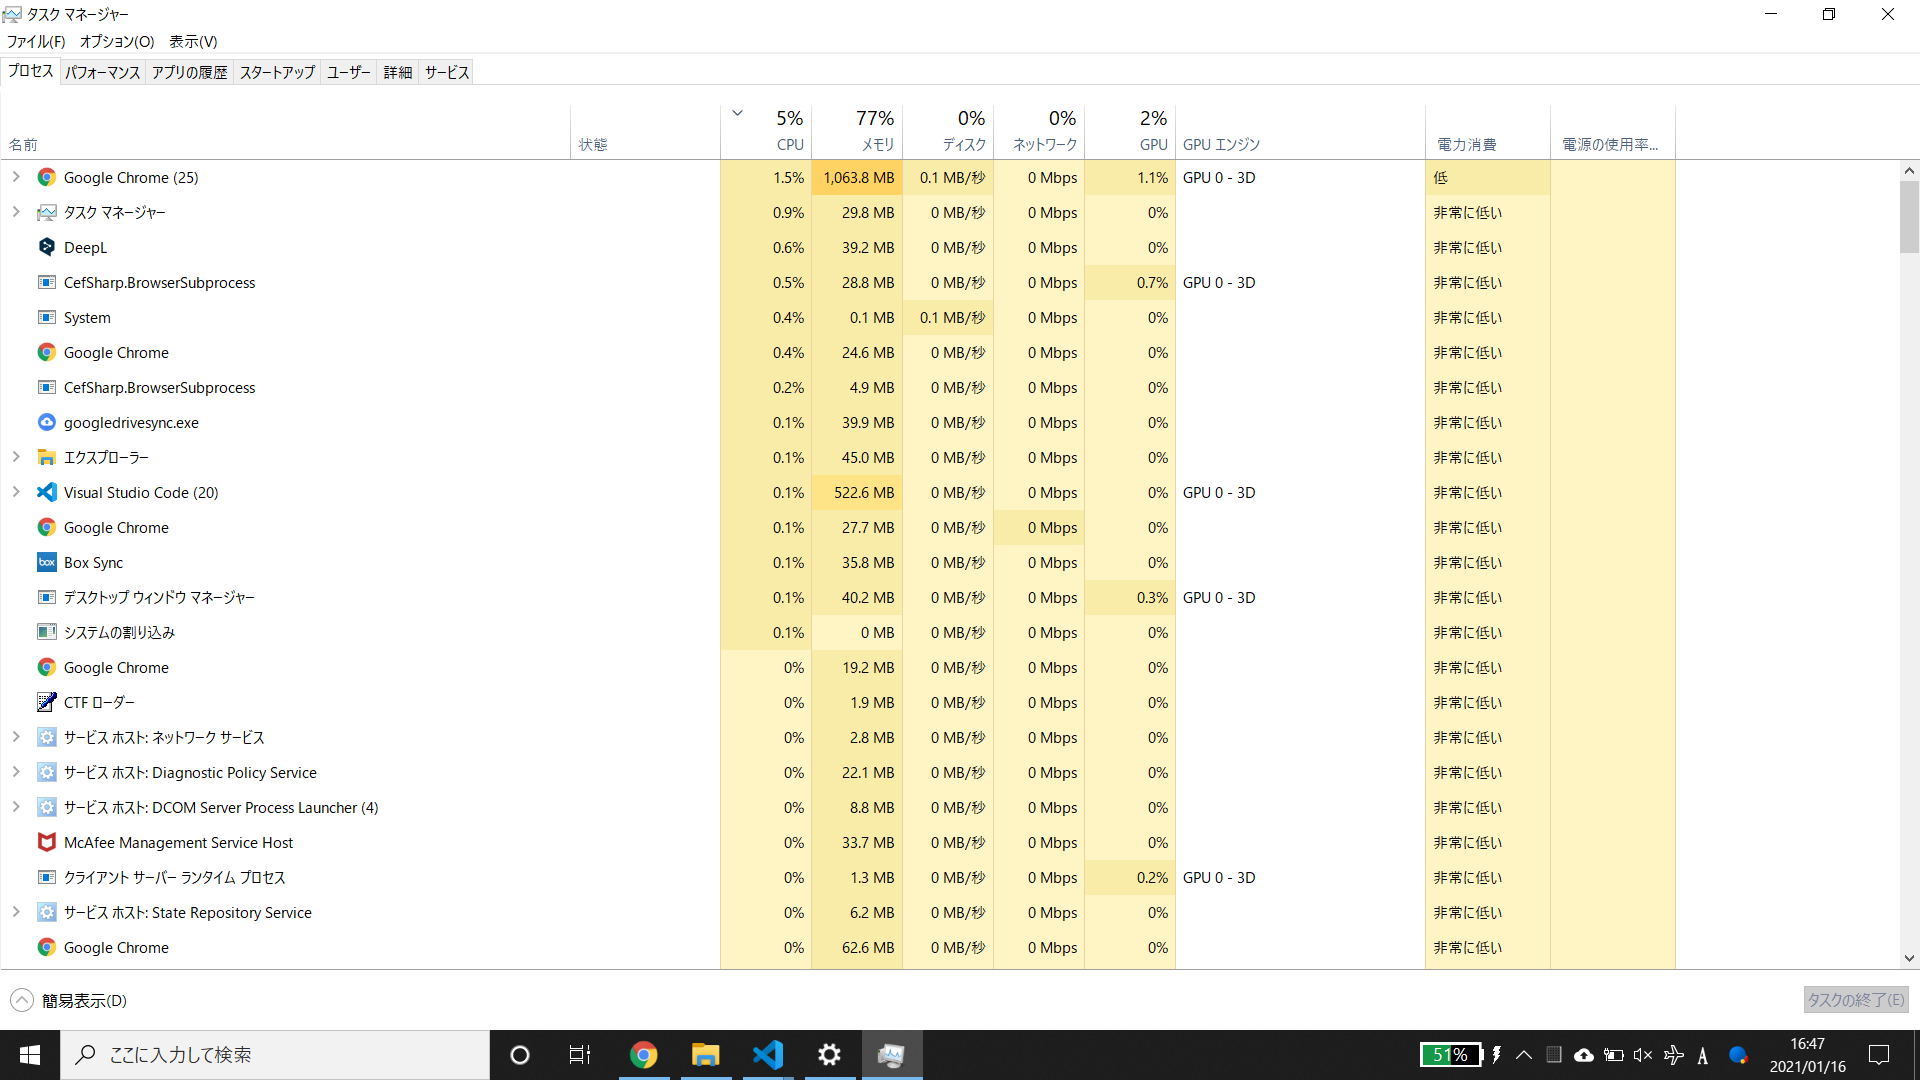 タスク マネージャー
ファイル(F) オプション(O) 表示(V)
プロセス パフォーマンス アプリの履歴 スタートアップ ユーザー 詳細 サービス
5% 77% 0% 0% 2%
名前 状態 CPU メモリ ディスク ネットワーク GPU GPU エンジン 電力消費 電源の使用率...
Google Chrome (25) 1.5% 1,063.8 MB 0.1 MB/秒 0 Mbps 1.1% GPU 0 - 3D 低
タスク マネージャー 0.9% 29.8 MB 0 MB/秒 0 Mbps 0% 非常に低い
DeepL 0.6% 39.2 MB 0 MB/秒 0 Mbps 0% 非常に低い
CefSharp.BrowserSubprocess 0.5% 28.8 MB 0 MB/秒 0 Mbps 0.7% GPU 0 - 3D 非常に低い
System 0.4% 0.1 MB 0.1 MB/秒 0 Mbps 0% 非常に低い
Google Chrome 0.4% 24.6 MB 0 MB/秒 0 Mbps 0% 非常に低い
CefSharp.BrowserSubprocess 0.2% 4.9 MB 0 MB/秒 0 Mbps 0% 非常に低い
googledrivesync.exe 0.1% 39.9 MB 0 MB/秒 0 Mbps 0% 非常に低い
エクスプローラー 0.1% 45.0 MB 0 MB/秒 0 Mbps 0% 非常に低い
Visual Studio Code (20) 0.1% 522.6 MB 0 MB/秒 0 Mbps 0% GPU 0 - 3D 非常に低い
Google Chrome 0.1% 27.7 MB 0 MB/秒 0 Mbps 0% 非常に低い
box Box Sync 0.1% 35.8 MB 0 MB/秒 0 Mbps 0% 非常に低い
デスクトップ ウィンドウ マネージャー 0.1% 40.2 MB 0 MB/秒 0 Mbps 0.3% GPU 0 - 3D 非常に低い
システムの割り込み 0.1% 0 MB 0 MB/秒 0 Mbps 0% 非常に低い
Google Chrome 0% 19.2 MB 0 MB/秒 0 Mbps 0% 非常に低い
CTF ローダー 0% 1.9 MB 0 MB/秒 0 Mbps 0% 非常に低い
サービス ホスト: ネットワーク サービス 0% 2.8 MB 0 MB/秒 0 Mbps 0% 非常に低い
サービス ホスト: Diagnostic Policy Service 0% 22.1 MB 0 MB/秒 0 Mbps 0% 非常に低い
サービス ホスト: DCOM Server Process Launcher (4) 0% 8.8 MB 0 MB/秒 0 Mbps 0% 非常に低い
McAfee Management Service Host 0% 33.7 MB 0 MB/秒 0 Mbps 0% 非常に低い
クライアント サーバー ランタイム プロセス 0% 1.3 MB 0 MB/秒 0 Mbps 0.2% GPU 0 - 3D 非常に低い
サービス ホスト: State Repository Service 0% 6.2 MB 0 MB/秒 0 Mbps 0% 非常に低い
Google Chrome 0% 62.6 MB 0 MB/秒 0 Mbps 0% 非常に低い
簡易表示(D) タスクの終了(E)
ここに入力して検索 51% A 16:47
2021/01/16